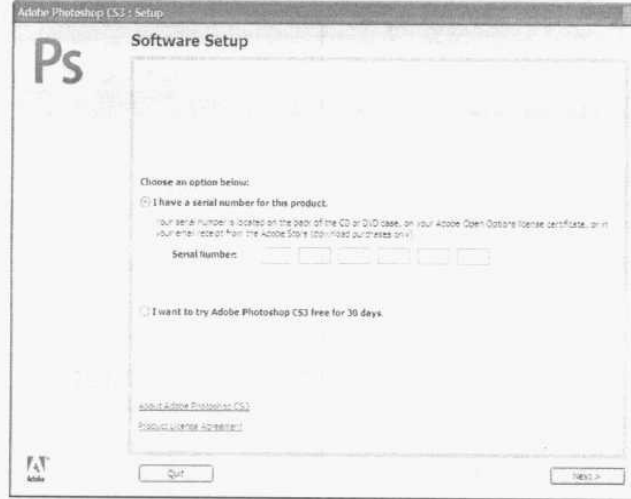 Adobe Photoshop CS3 : Setup
Ps
Software Setup
Choose an option below:
I have a serial number for this product.
Your serial number is located on the back of the CD or DVD case, on your Adobe Open Options license certificate, or in
your email receipt from the Adobe Store (download purchases only).
Serial Number:
I want to try Adobe Photoshop CS3 free for 30 days.
About Adobe Photoshop CS3
Product License Agreement
Adobe
Quit
Next >